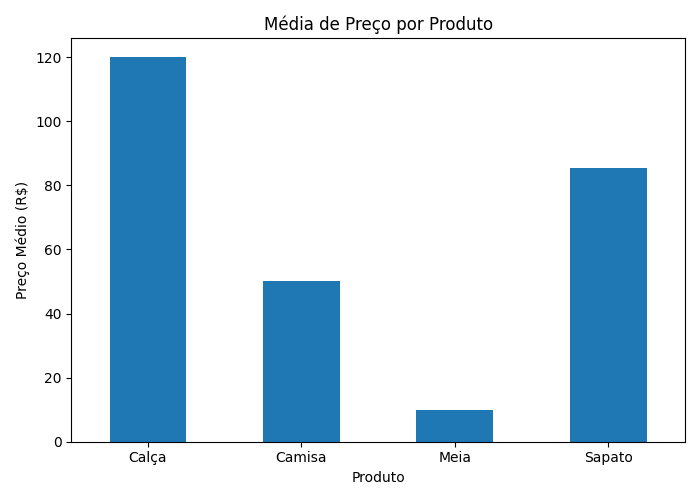 Média de Preço por Produto
Preço Médio (R$)
120
100
80
60
40
20
0
Calça
Camisa
Meia
Sapato
Produto